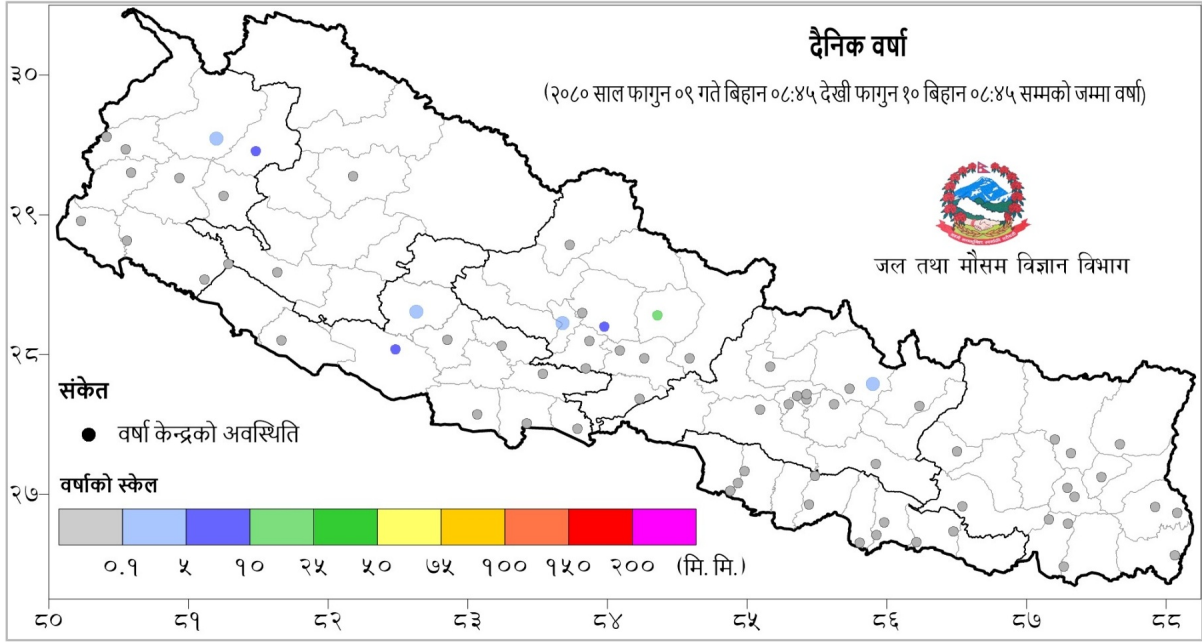 दैनिक वर्षा
(२०८० साल फागुन ०९ गते बिहान ०८:४५ देखी फागुन १० बिहान ०८:४५ सम्मको जम्मा वर्षा)
जल तथा मौसम विज्ञान विभाग
३०
२९
२८
२७
संकेत
वर्षा केन्द्रको अवस्थिति
वर्षाको स्केल
०.१ ५ १० २५ ५० ७५ १०० १५० २०० (मि. मि.)
८० ८१ ८२ ८३ ८४ ८५ ८६ ८७ ८८